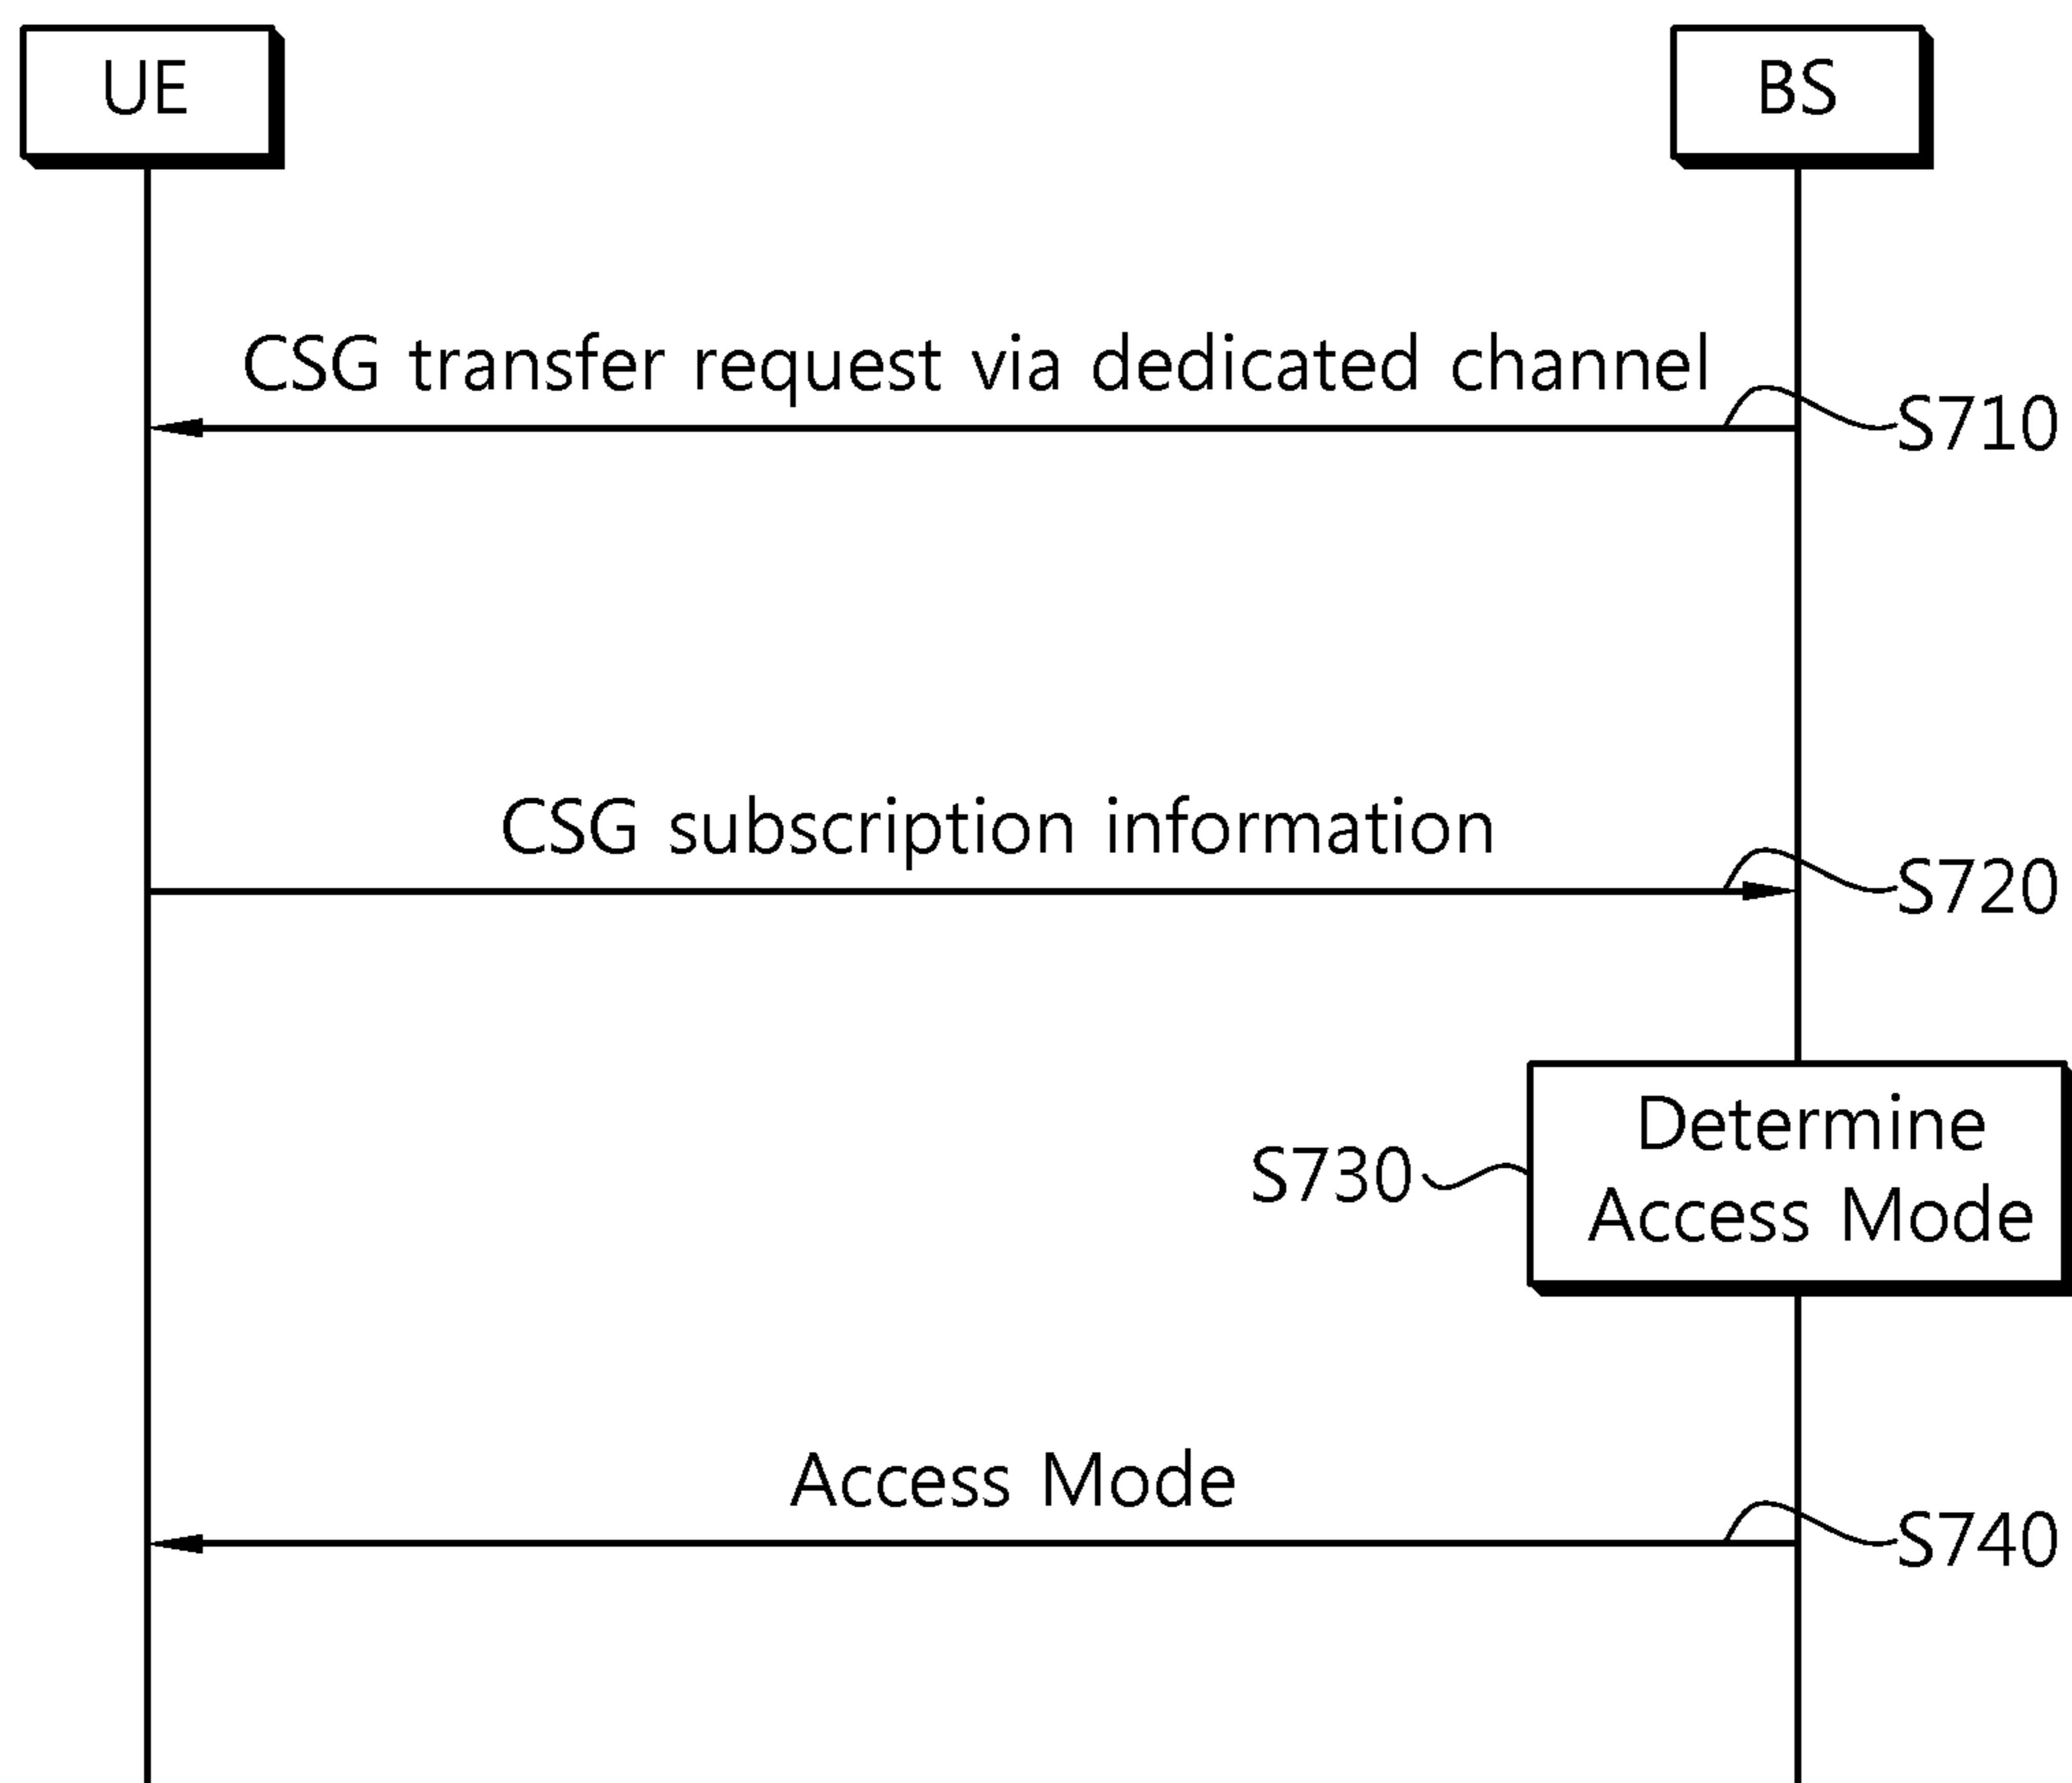 UE
BS
CSG transfer request via dedicated channel
S710
CSG subscription information
S720
Determine
Access Mode
S730
Access Mode
S740